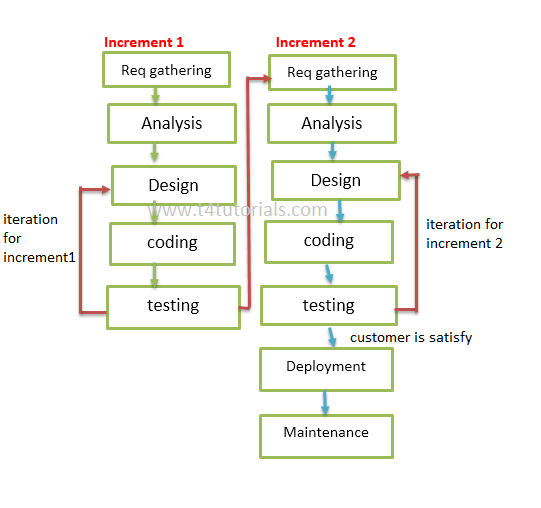 Increment 1
Req gathering
Analysis
Design
coding
testing
iteration
for
increment1
Increment 2
Req gathering
Analysis
Design
coding
testing
iteration for
increment 2
customer is satisfy
Deployment
Maintenance
www.t4tutorials.com